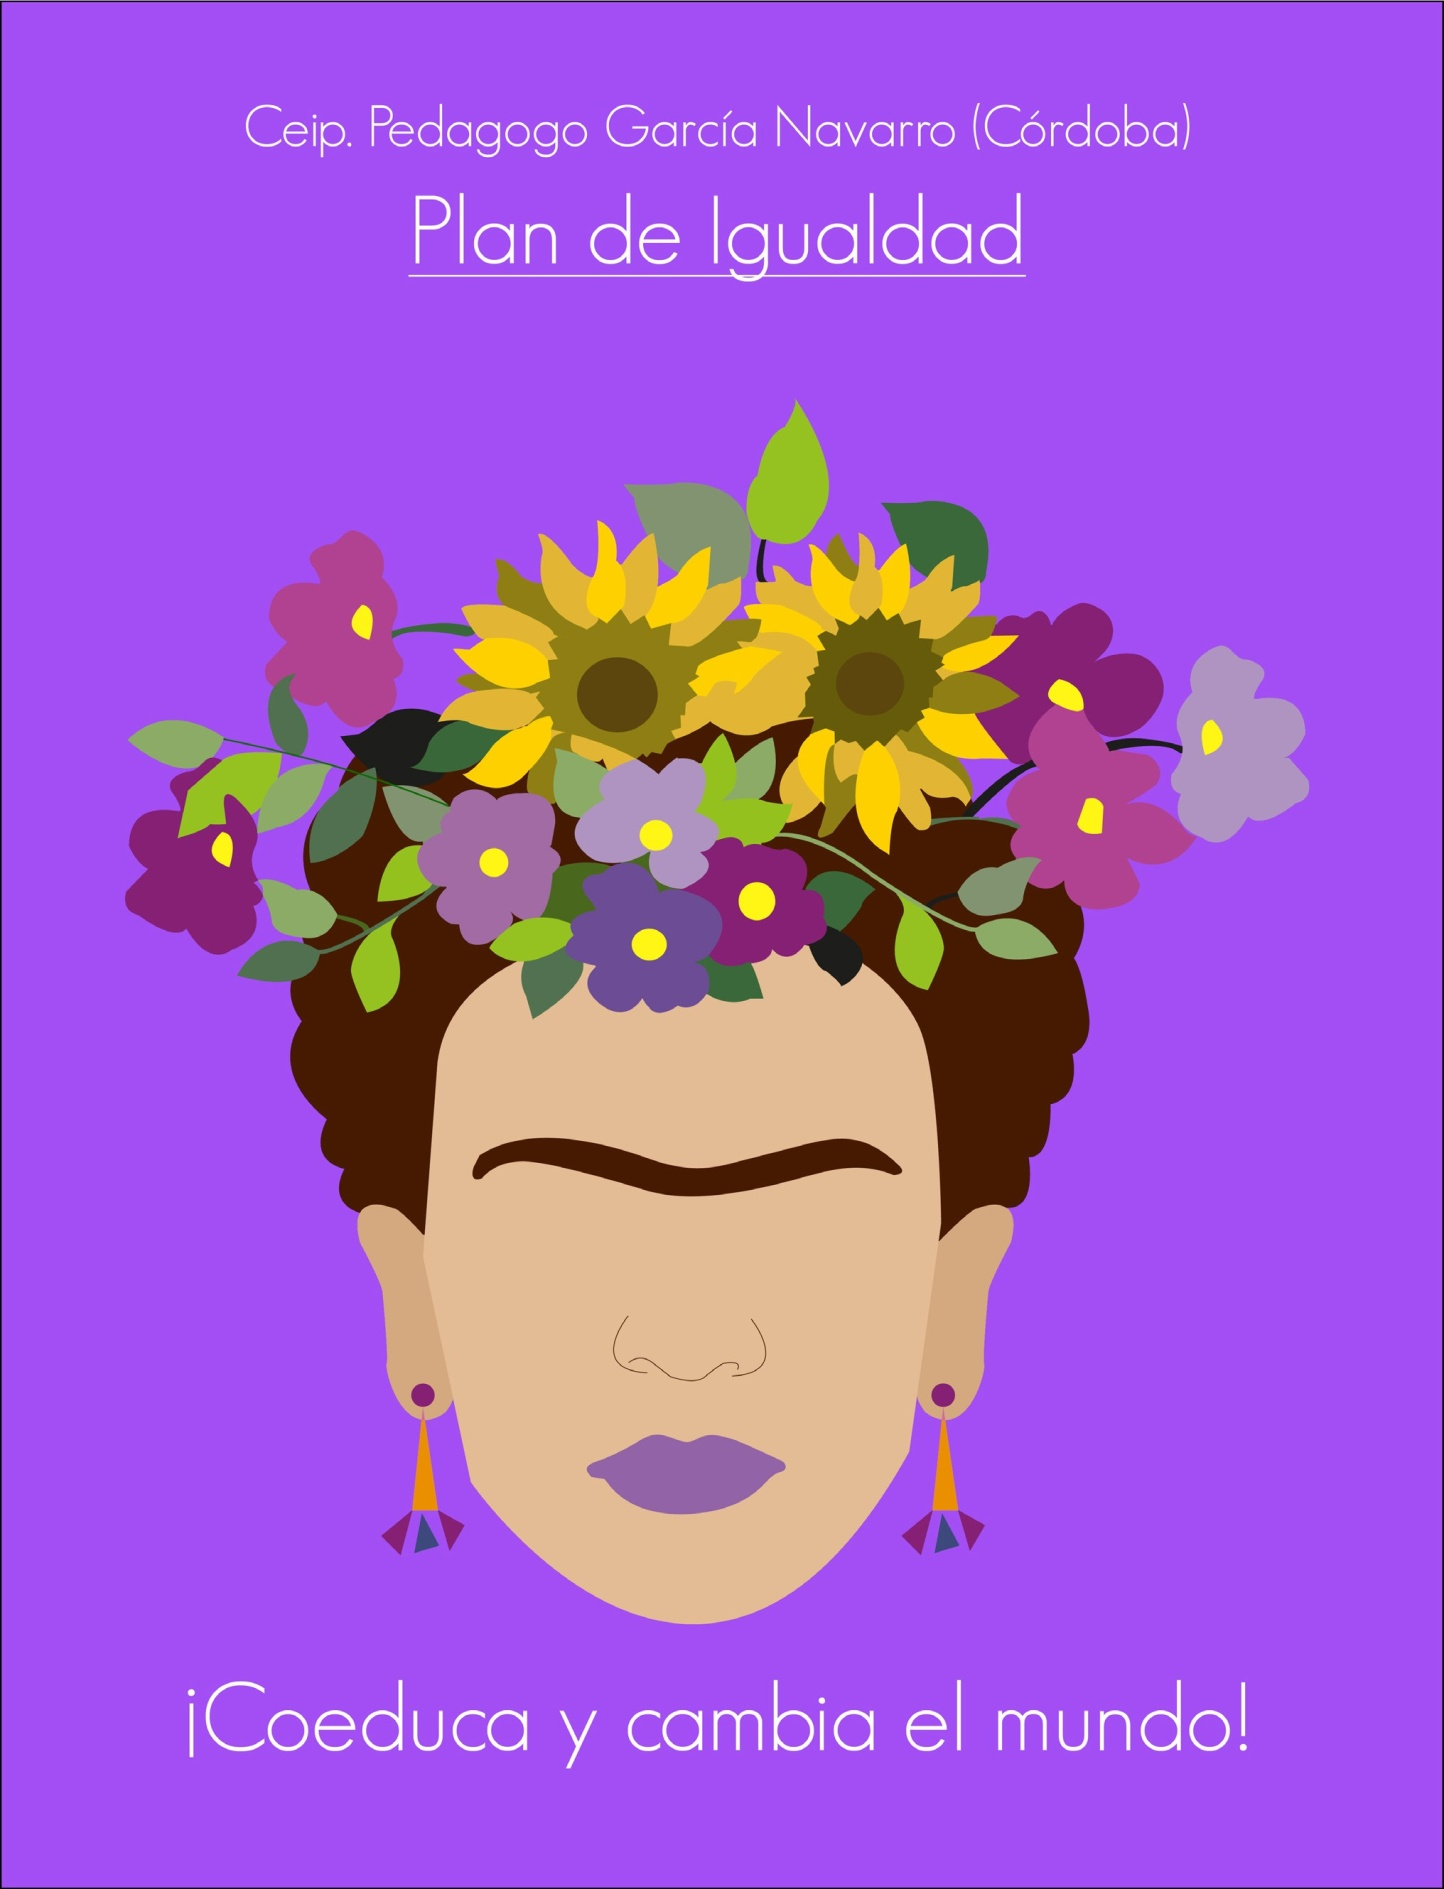 Ceip. Pedagogo García Navarro (Córdoba)
Plan de Igualdad
¡Coeduca y cambia el mundo!